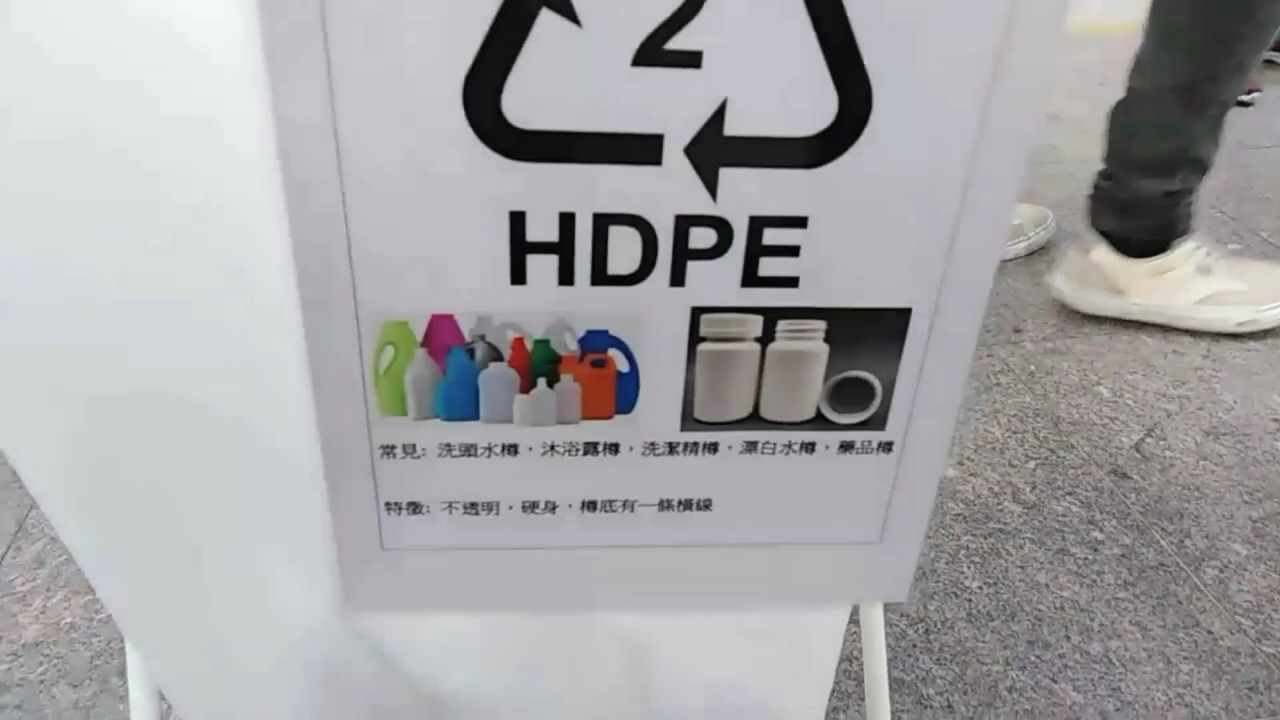 2
HDPE
常見: 洗頭水樽，沐浴露樽，洗潔精樽，漂白水樽，藥品樽
特徵: 不透明，硬身，樽底有一條橫線